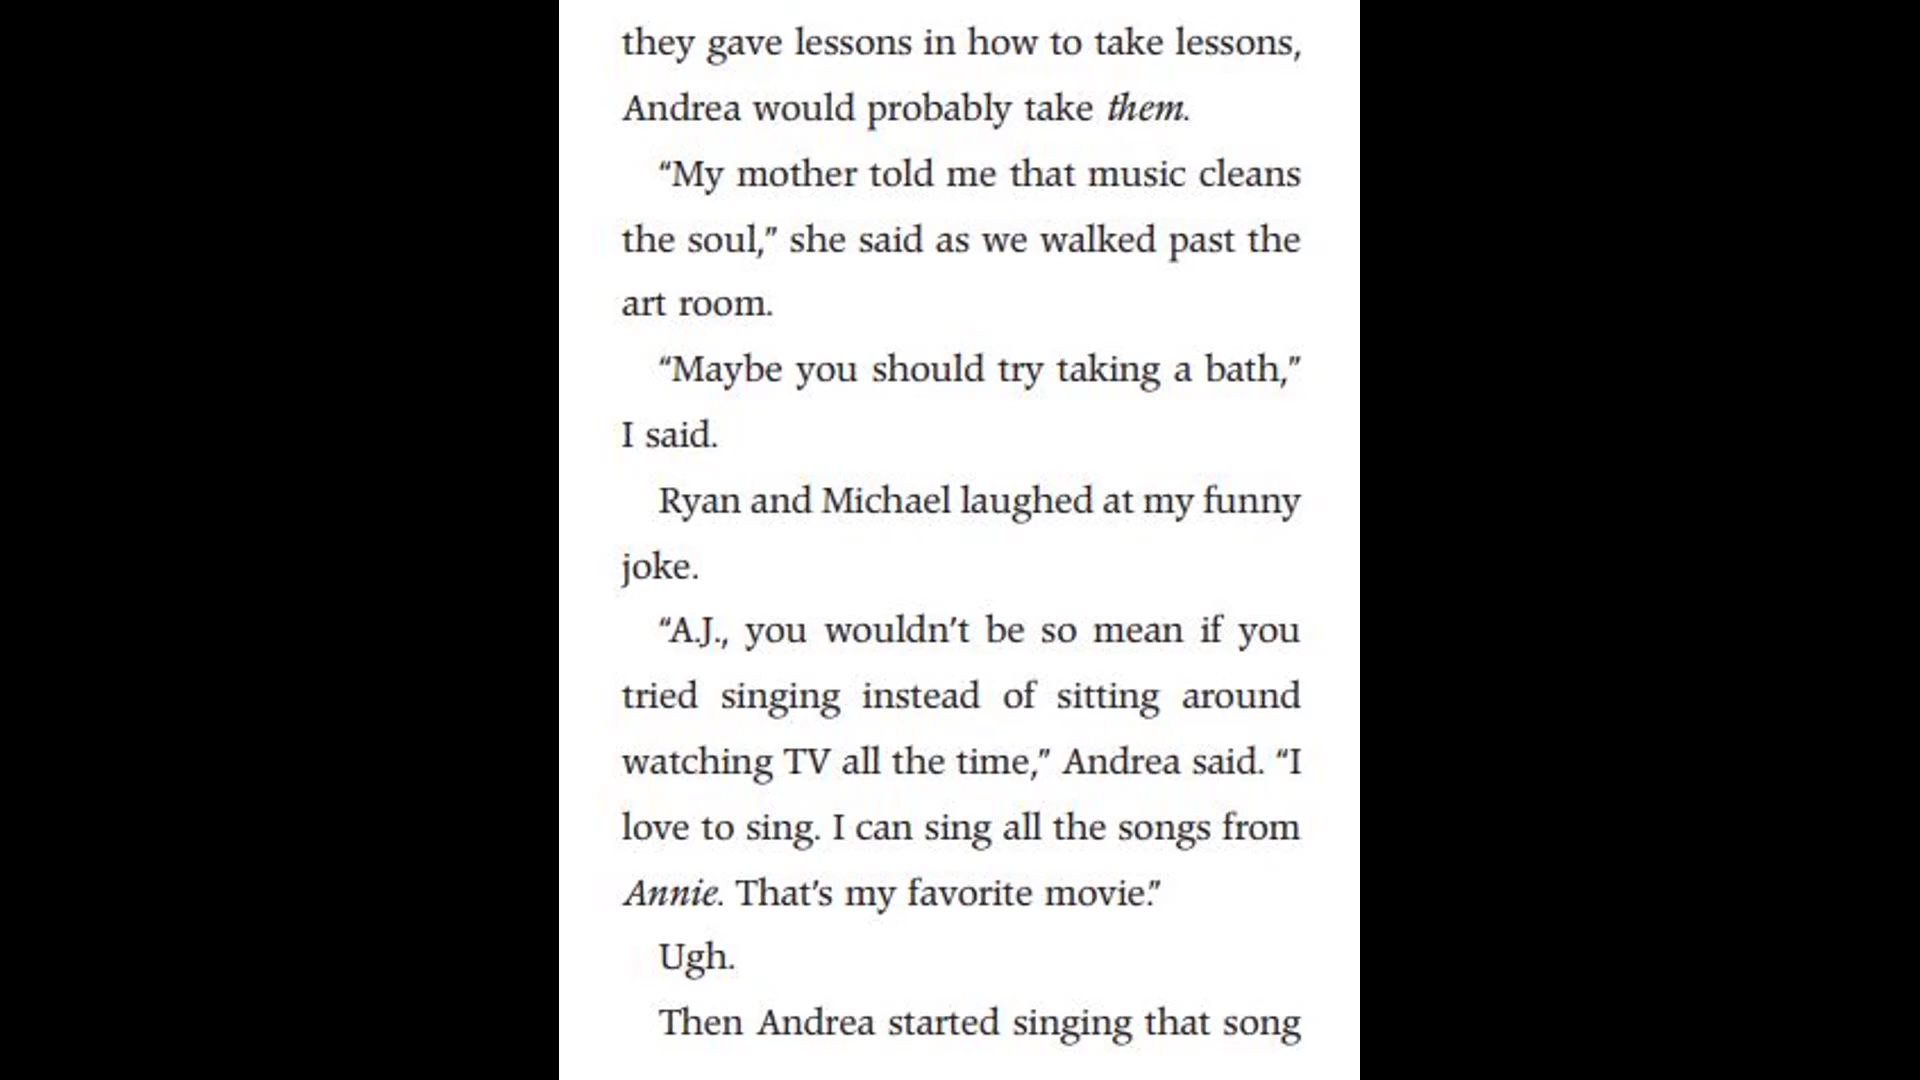 they gave lessons in how to take lessons,
Andrea would probably take them.
“My mother told me that music cleans
the soul,” she said as we walked past the
art room.
“Maybe you should try taking a bath,”
I said.
Ryan and Michael laughed at my funny
joke.
“A.J., you wouldn’t be so mean if you
tried singing instead of sitting around
watching TV all the time,” Andrea said. “I
love to sing. I can sing all the songs from
Annie. That’s my favorite movie.”
Ugh.
Then Andrea started singing that song